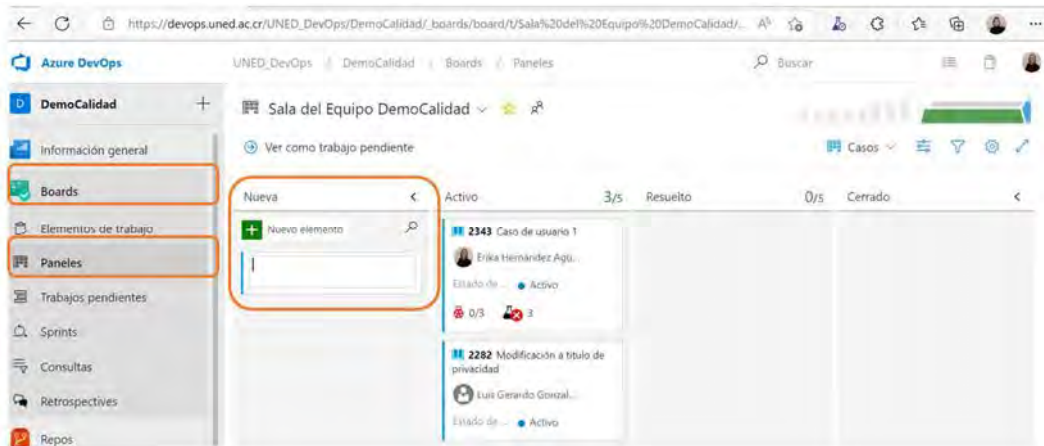 https://devops.uned.ac.cr/UNED_DevOps/DemoCalidad/_boards/board/t/Sala%20del%20Equipo%20DemoCalidad/...
Azure DevOps
UNED_DevOps / DemoCalidad / Boards / Paneles
Buscar
D DemoCalidad
Sala del Equipo DemoCalidad
Información general
Ver como trabajo pendiente
Casos
Boards
Nueva
Activo 3/5
Resuelto 0/5
Cerrado
Elementos de trabajo
Nuevo elemento
2343 Caso de usuario 1
Erika Hernández Agü...
Estado de ... Activo
0/3 3
Paneles
Trabajos pendientes
Sprints
Consultas
Retrospectives
Repos
2282 Modificación a titulo de
privacidad
Luis Gerardo Gonzal...
Estado de ... Activo